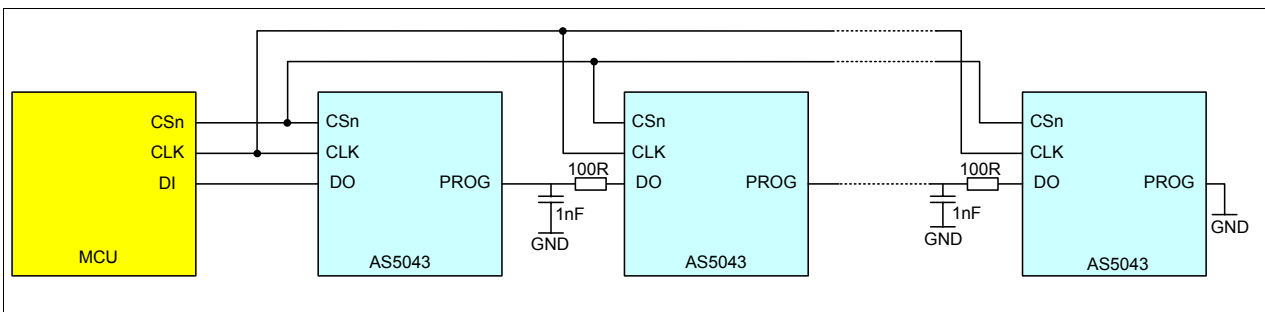 CSn
CLK
DI
MCU
CSn
CLK
DO
PROG
AS5043
100R
1nF
GND
CSn
CLK
DO
PROG
AS5043
100R
1nF
GND
CSn
CLK
DO
PROG
AS5043
GND